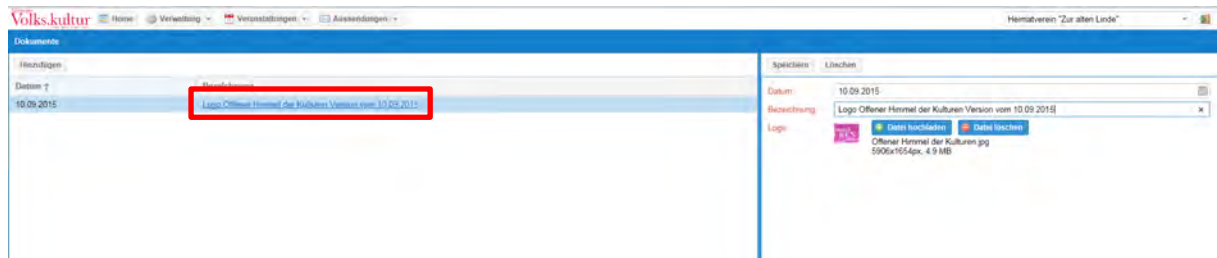 Volks.kultur Home Verwaltung Veranstaltungen Aussendungen Heimatverein "Zur alten Linde"
Dokumente
Hinzufügen Speichern Löschen
Datum
10.09.2015 Logo Offener Himmel der Kulturen Version vom 10.09.2015
Datum: 10.09.2015
Bezeichnung: Logo Offener Himmel der Kulturen Version vom 10.09.2015
Logo: Datei hochladen Datei löschen
Offener Himmel der Kulturen.jpg
5906x1654px, 4.9 MB